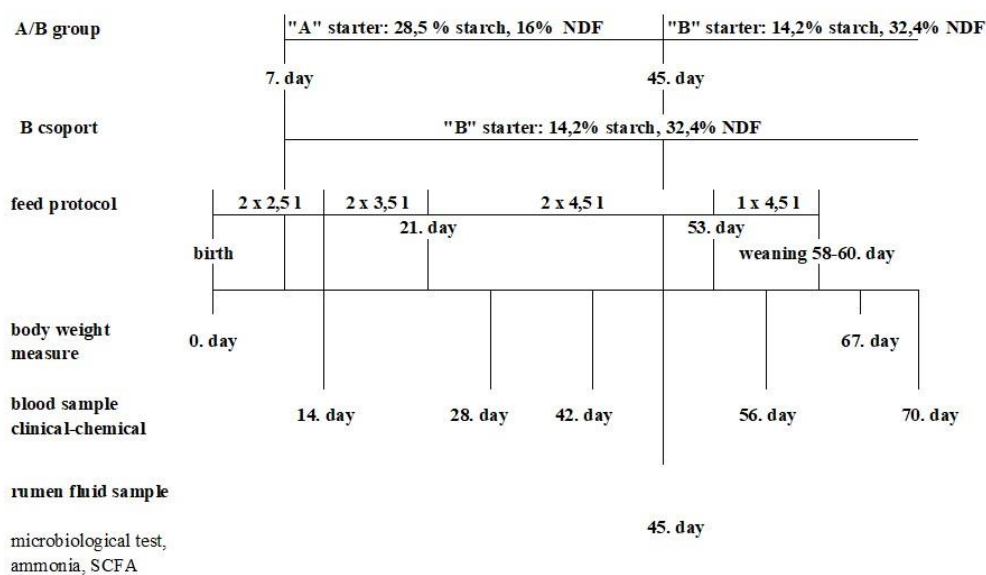 A/B group
"A" starter: 28,5 % starch, 16% NDF
"B" starter: 14,2% starch, 32,4% NDF
7. day
45. day
B csoport
"B" starter: 14,2% starch, 32,4% NDF
feed protocol
2 x 2,5 l
2 x 3,5 l
2 x 4,5 l
1 x 4,5 l
21. day
53. day
birth
weaning 58-60. day
body weight
measure
0. day
67. day
blood sample
clinical-chemical
14. day
28. day
42. day
56. day
70. day
rumen fluid sample
45. day
microbiological test,
ammonia, SCFA